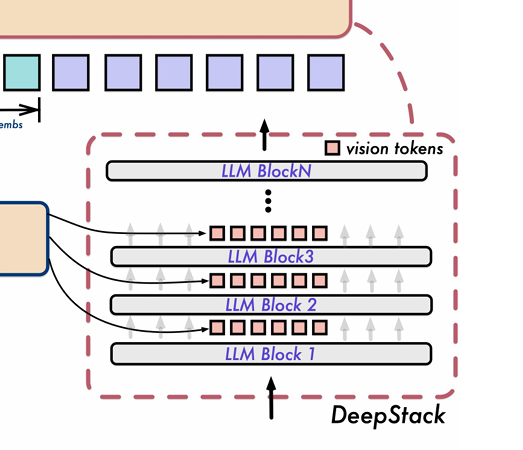 embs
vision tokens
LLM BlockN
LLM Block3
LLM Block 2
LLM Block 1
DeepStack